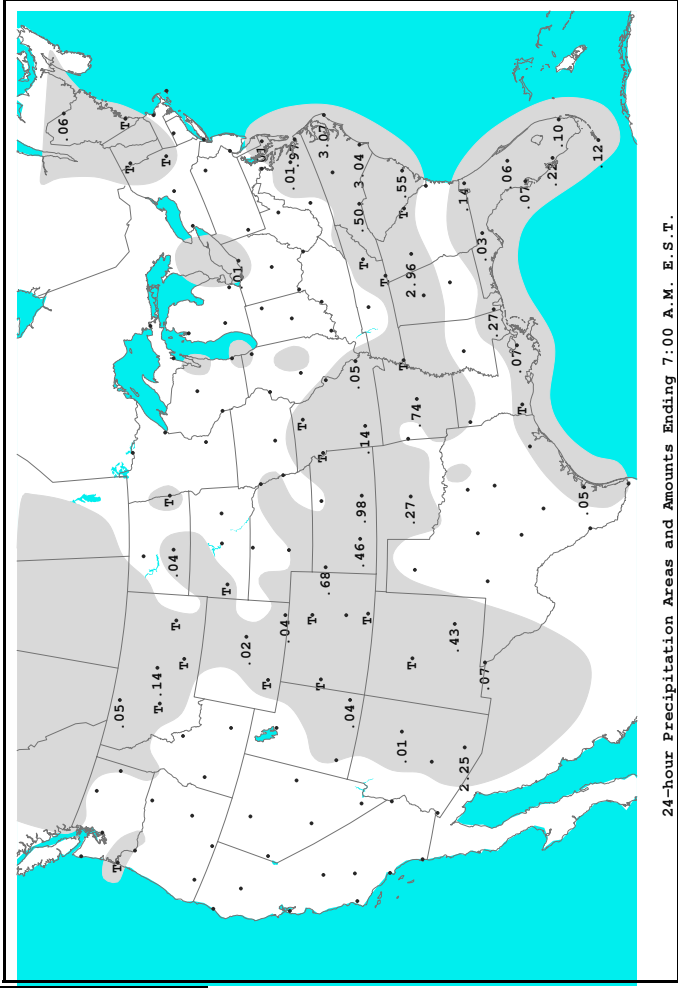 .06
T
.05
T
T
T
.14
T
T
T
.04
T
T
.02
.01
.01
T
.04
.01
.97
T
T
T
T
.68
3.07
.04
.46
.98
.14
.05
.50
3.04
T
T
T
.01
T
.27
.74
T
2.96
T
.55
.43
2.25
.14
.07
.03
.27
.06
.07
T
.07
.22
.10
.05
.12
24-hour Precipitation Areas and Amounts Ending 7:00 A.M. E.S.T.